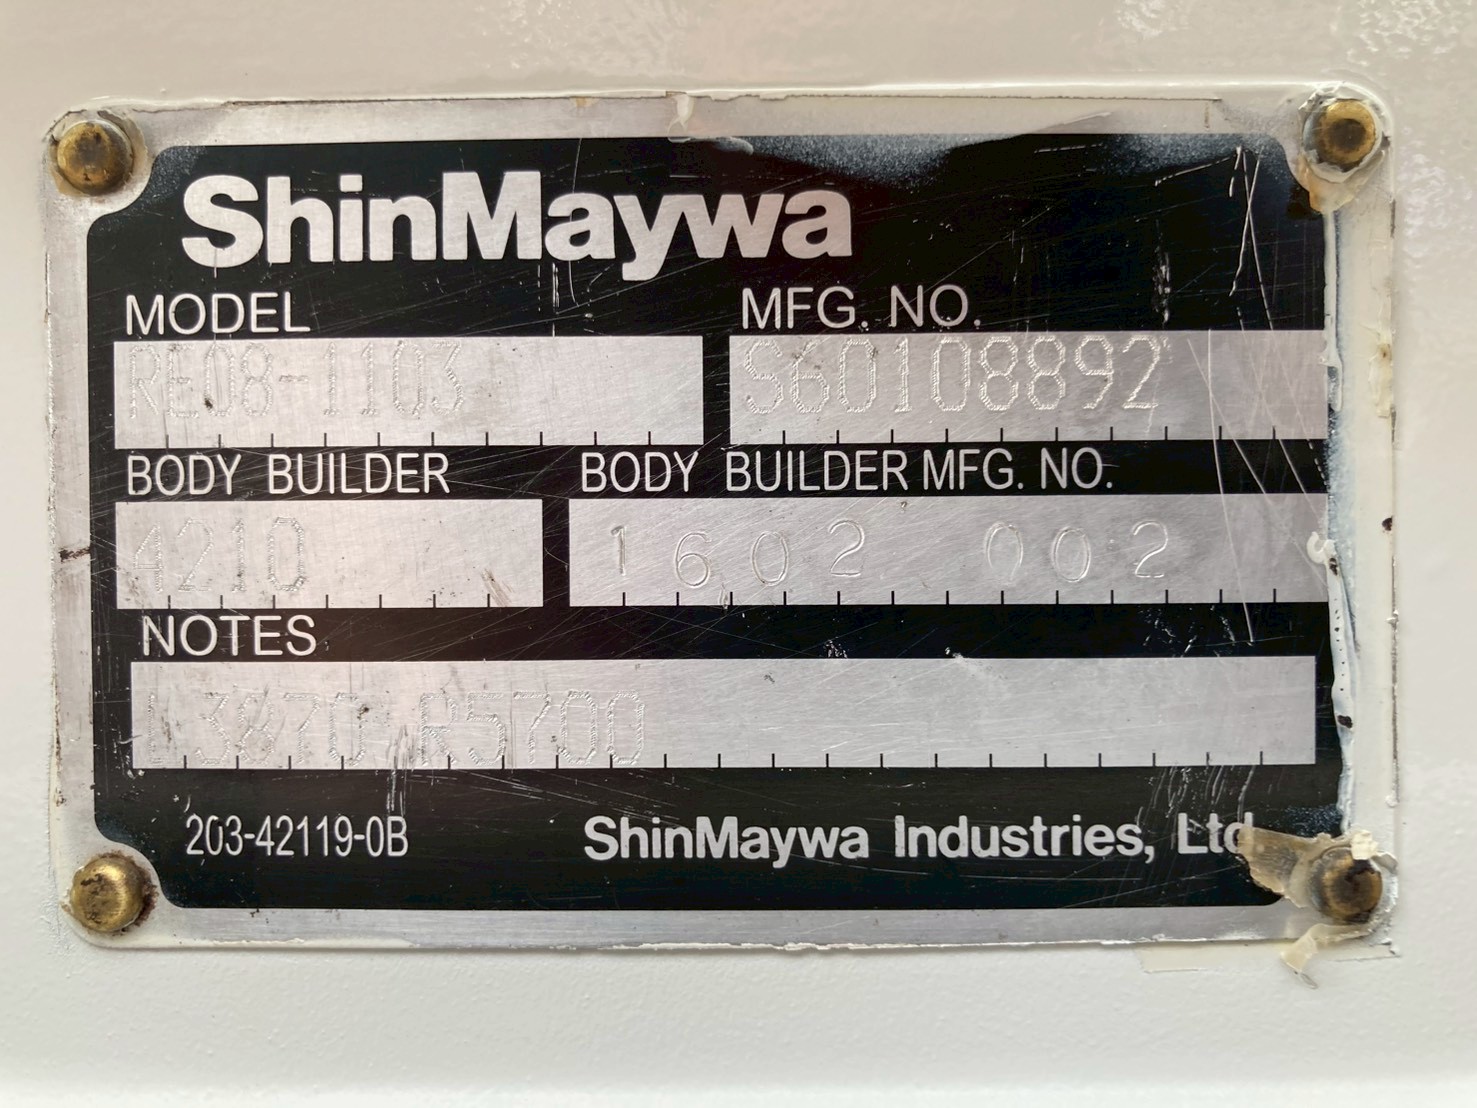 ShinMaywa
MODEL MFG. NO.
RE08-11Q3 S60108892
BODY BUILDER BODY BUILDER MFG. NO.
4210 1602 002
NOTES
L3870 R5700
203-42119-0B ShinMaywa Industries, Ltd